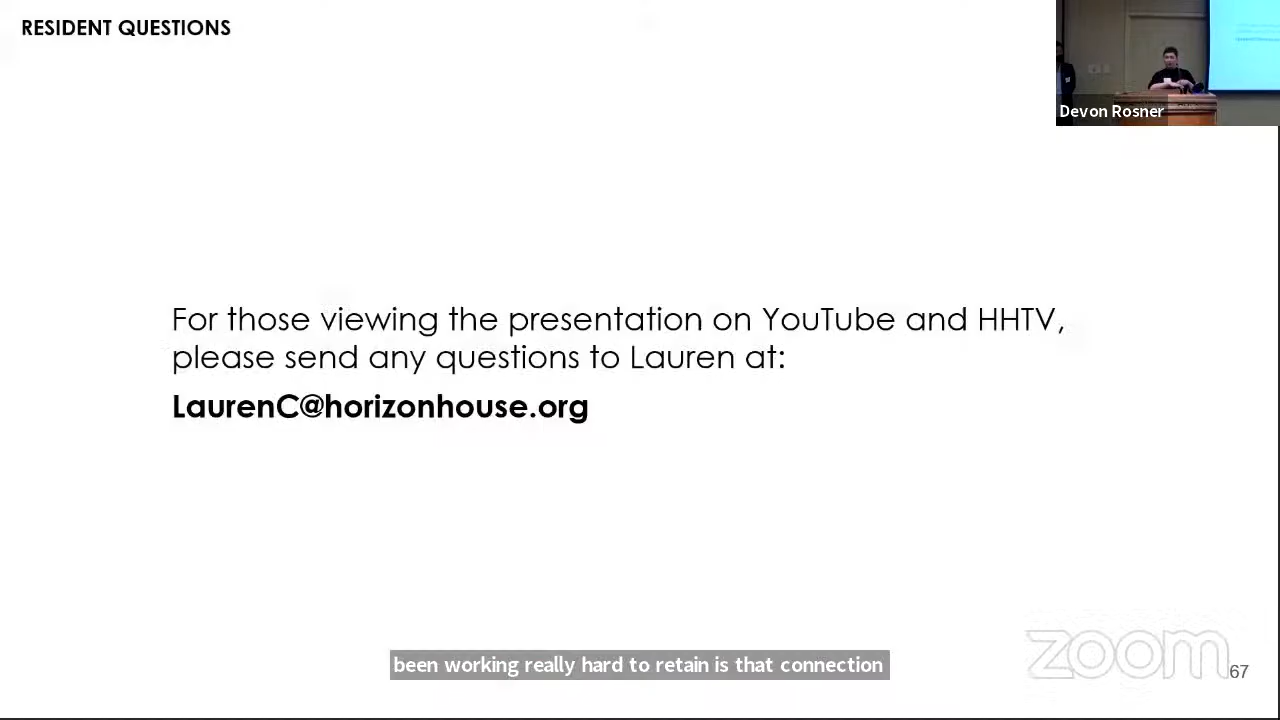 RESIDENT QUESTIONS
Devon Rosner
For those viewing the presentation on YouTube and HHTV,
please send any questions to Lauren at:
LaurenC@horizonhouse.org
been working really hard to retain is that connection
zoom
67